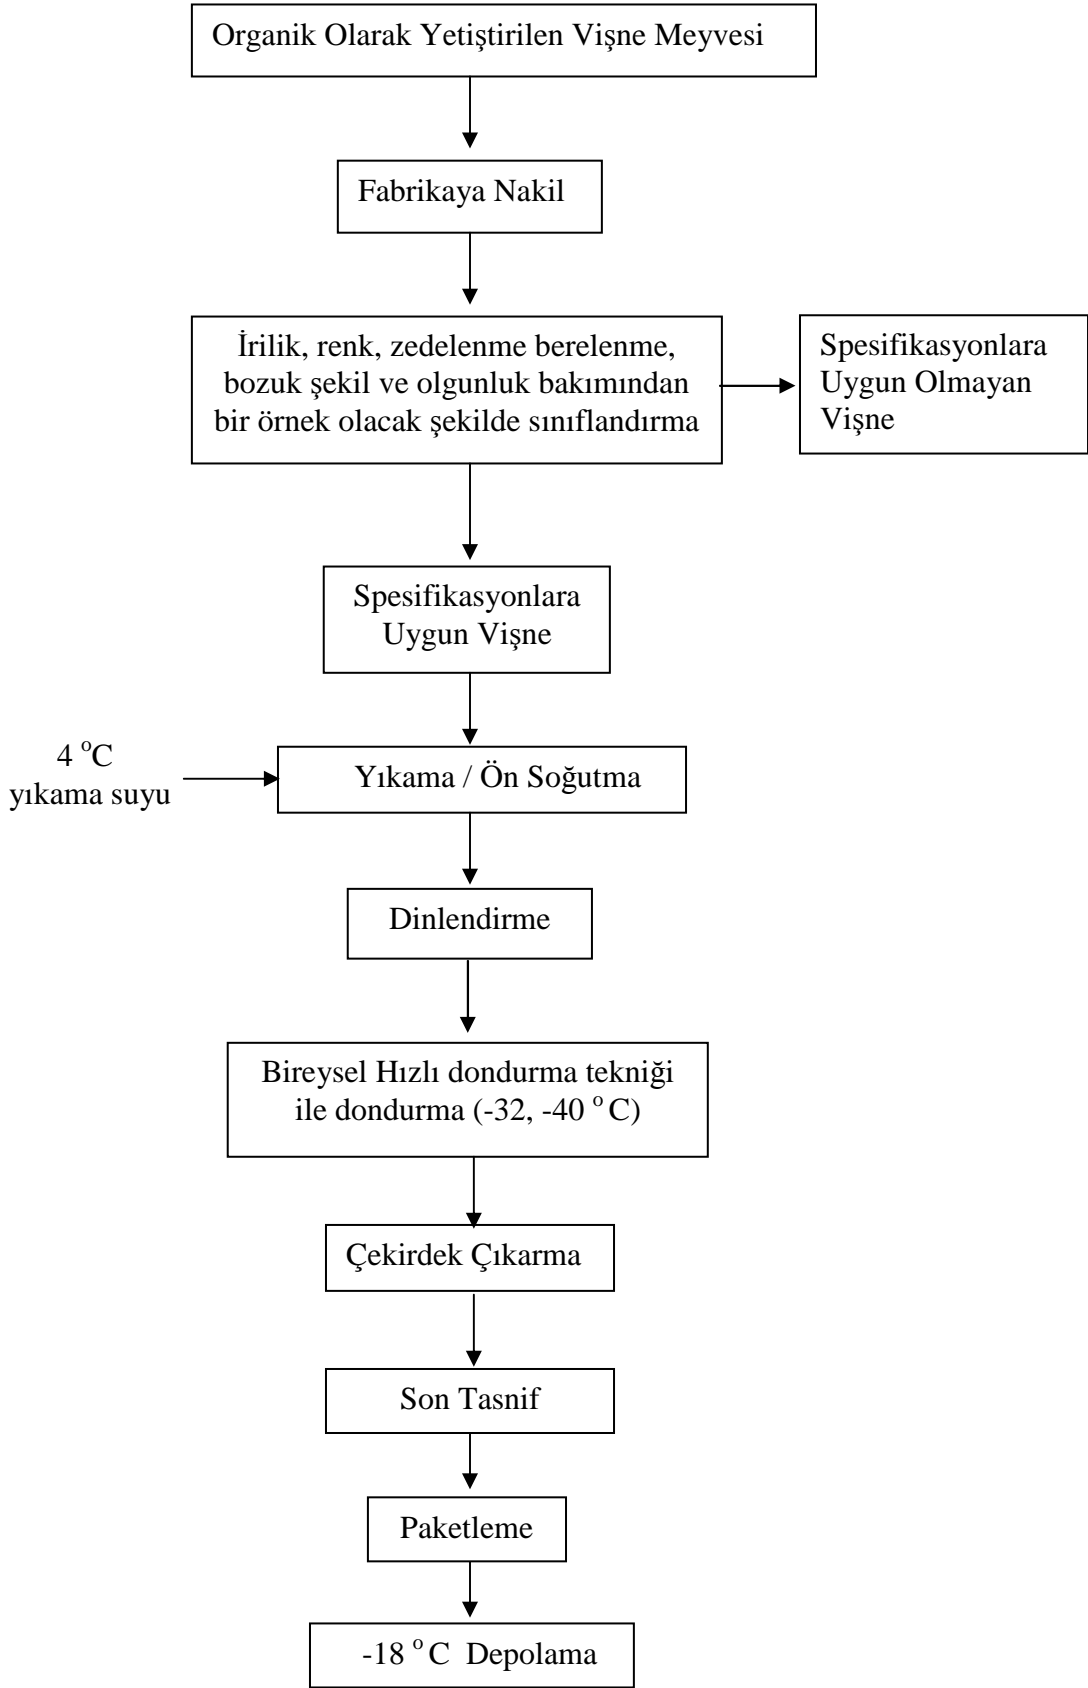 Organik Olarak Yetiştirilen Vişne Meyvesi
Fabrikaya Nakil
İrilik, renk, zedelenme berelenme,
bozuk şekil ve olgunluk bakımından
bir örnek olacak şekilde sınıflandırma
Spesifikasyonlara
Uygun Olmayan
Vişne
Spesifikasyonlara
Uygun Vişne
4 °C
yıkama suyu
Yıkama / Ön Soğutma
Dinlendirme
Bireysel Hızlı dondurma tekniği
ile dondurma (-32, -40 °C)
Çekirdek Çıkarma
Son Tasnif
Paketleme
-18 °C Depolama